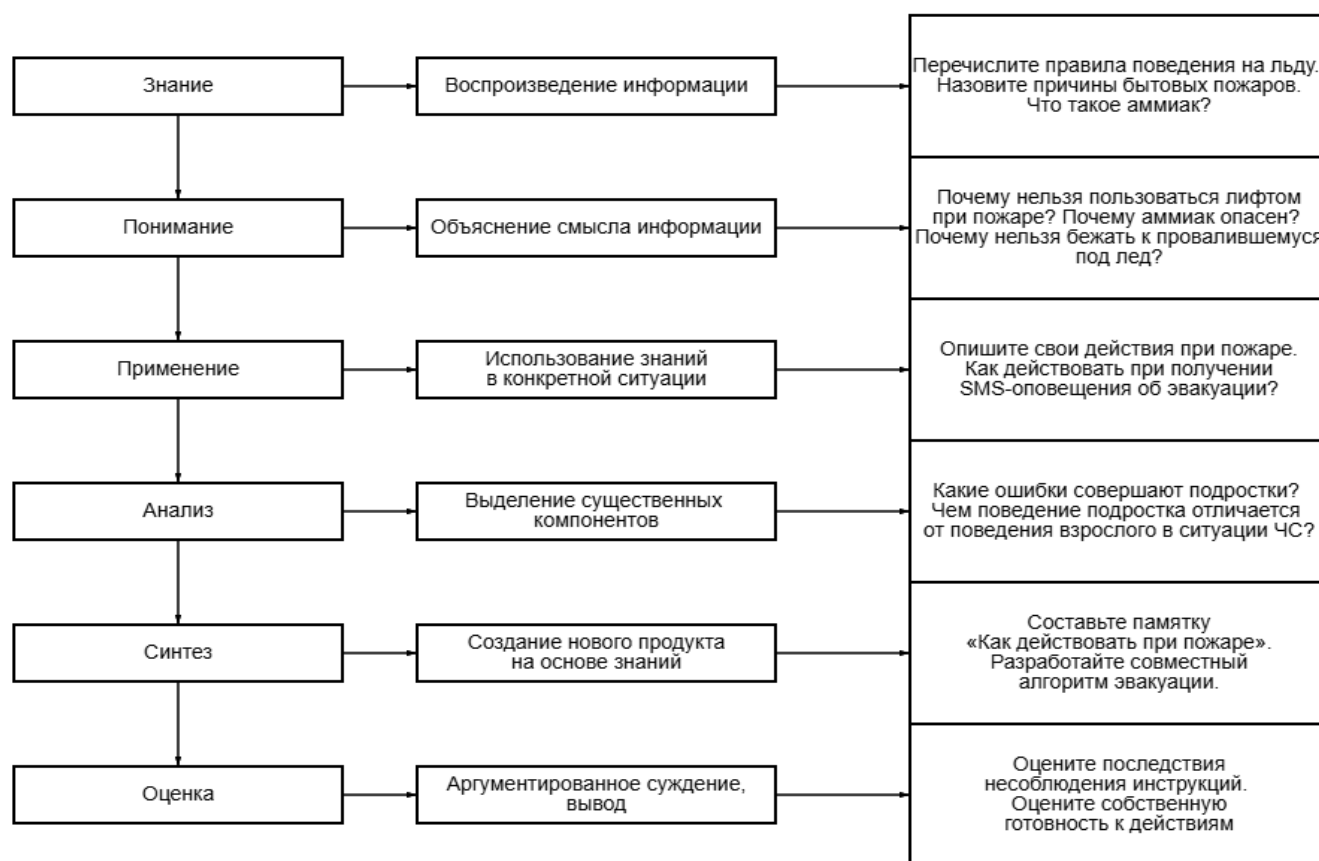 Знание
Воспроизведение информации
Перечислите правила поведения на льду.
Назовите причины бытовых пожаров.
Что такое аммиак?
Понимание
Объяснение смысла информации
Почему нельзя пользоваться лифтом
при пожаре? Почему аммиак опасен?
Почему нельзя бежать к провалившемуся
под лед?
Применение
Использование знаний
в конкретной ситуации
Опишите свои действия при пожаре.
Как действовать при получении
SMS-оповещения об эвакуации?
Анализ
Выделение существенных
компонентов
Какие ошибки совершают подростки?
Чем поведение подростка отличается
от поведения взрослого в ситуации ЧС?
Синтез
Создание нового продукта
на основе знаний
Составьте памятку
«Как действовать при пожаре».
Разработайте совместный
алгоритм эвакуации.
Оценка
Аргументированное суждение,
вывод
Оцените последствия
несоблюдения инструкций.
Оцените собственную
готовность к действиям